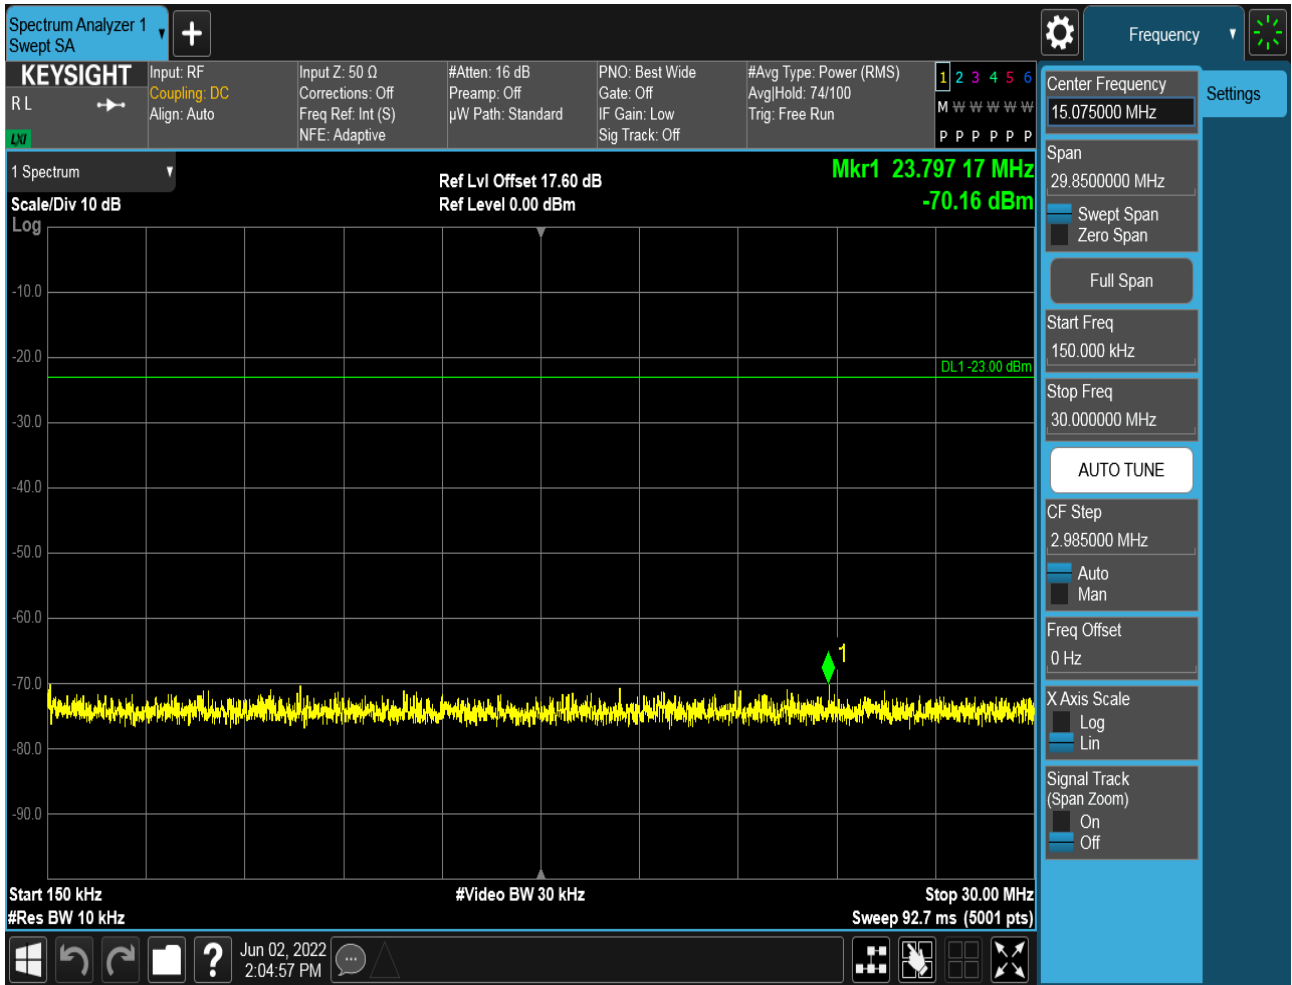 Spectrum Analyzer 1
Swept SA
Frequency
KEYSIGHT
R L
LXI
Input: RF
Coupling: DC
Align: Auto
Input Z: 50 Ω
Corrections: Off
Freq Ref: Int (S)
NFE: Adaptive
#Atten: 16 dB
Preamp: Off
µW Path: Standard
PNO: Best Wide
Gate: Off
IF Gain: Low
Sig Track: Off
#Avg Type: Power (RMS)
Avg|Hold: 74/100
Trig: Free Run
1 2 3 4 5 6
M W W W W W
P P P P P P
1 Spectrum
Scale/Div 10 dB
Log
Ref Lvl Offset 17.60 dB
Ref Level 0.00 dBm
Mkr1 23.797 17 MHz
-70.16 dBm
-10.0
-20.0
DL1 -23.00 dBm
-30.0
-40.0
-50.0
-60.0
1
-70.0
-80.0
-90.0
Start 150 kHz
#Res BW 10 kHz
#Video BW 30 kHz
Stop 30.00 MHz
Sweep 92.7 ms (5001 pts)
?
Jun 02, 2022
2:04:57 PM
Center Frequency
15.075000 MHz
Settings
Span
29.8500000 MHz
Swept Span
Zero Span
Full Span
Start Freq
150.000 kHz
Stop Freq
30.000000 MHz
AUTO TUNE
CF Step
2.985000 MHz
Auto
Man
Freq Offset
0 Hz
X Axis Scale
Log
Lin
Signal Track
(Span Zoom)
On
Off